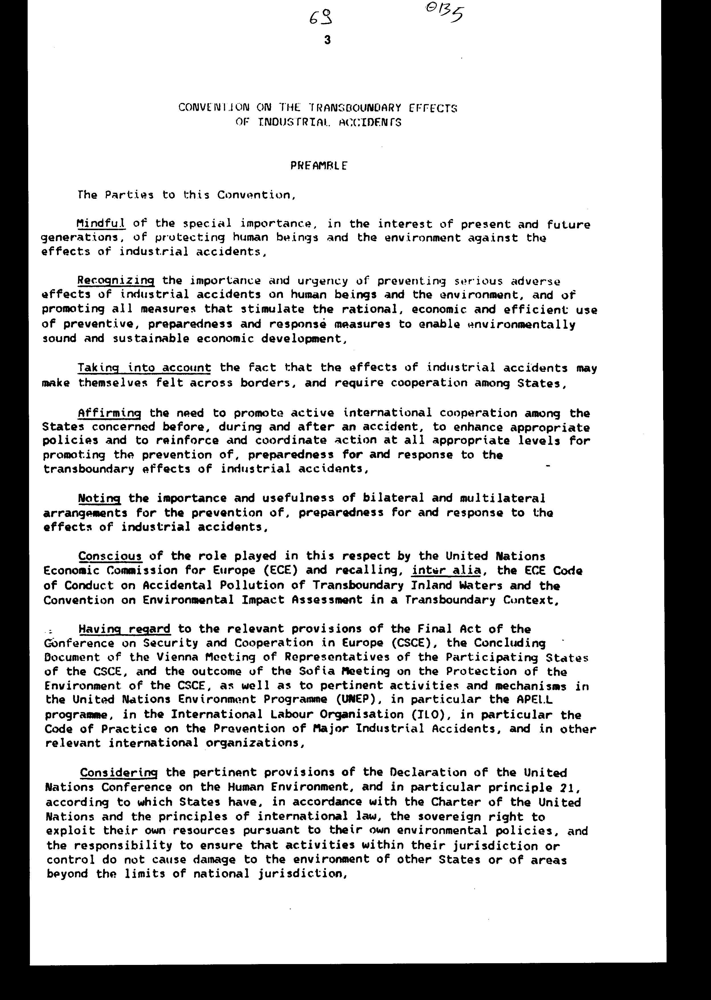 69
3
CONVENTION ON THE TRANSBOUNDARY EFFECTS
OF INDUSTRIAL ACCIDENTS
PREAMBLE
The Parties to this Convention,
Mindful of the special importance, in the interest of present and future
generations, of protecting human beings and the environment against the
effects of industrial accidents,
Recognizing the importance and urgency of preventing serious adverse
effects of industrial accidents on human beings and the environment, and of
promoting all measures that stimulate the rational, economic and efficient use
of preventive, preparedness and response measures to enable environmentally
sound and sustainable economic development,
Taking into account the fact that the effects of industrial accidents may
make themselves felt across borders, and require cooperation among States,
Affirming the need to promote active international cooperation among the
States concerned before, during and after an accident, to enhance appropriate
policies and to reinforce and coordinate action at all appropriate levels for
promoting the prevention of, preparedness for and response to the
transboundary effects of industrial accidents,
Noting the importance and usefulness of bilateral and multilateral
arrangements for the prevention of, preparedness for and response to the
effects of industrial accidents,
Conscious of the role played in this respect by the United Nations
Economic Commission for Europe (ECE) and recalling, inter alia, the ECE Code
of Conduct on Accidental Pollution of Transboundary Inland Waters and the
Convention on Environmental Impact Assessment in a Transboundary Context,
Having regard to the relevant provisions of the Final Act of the
Conference on Security and Cooperation in Europe (CSCE), the Concluding
Document of the Vienna Meeting of Representatives of the Participating States
of the CSCE, and the outcome of the Sofia Meeting on the Protection of the
Environment of the CSCE, as well as to pertinent activities and mechanisms in
the United Nations Environment Programme (UNEP), in particular the APELL
programme, in the International Labour Organisation (ILO), in particular the
Code of Practice on the Prevention of Major Industrial Accidents, and in other
relevant international organizations,
Considering the pertinent provisions of the Declaration of the United
Nations Conference on the Human Environment, and in particular principle 21,
according to which States have, in accordance with the Charter of the United
Nations and the principles of international law, the sovereign right to
exploit their own resources pursuant to their own environmental policies, and
the responsibility to ensure that activities within their jurisdiction or
control do not cause damage to the environment of other States or of areas
beyond the limits of national jurisdiction,